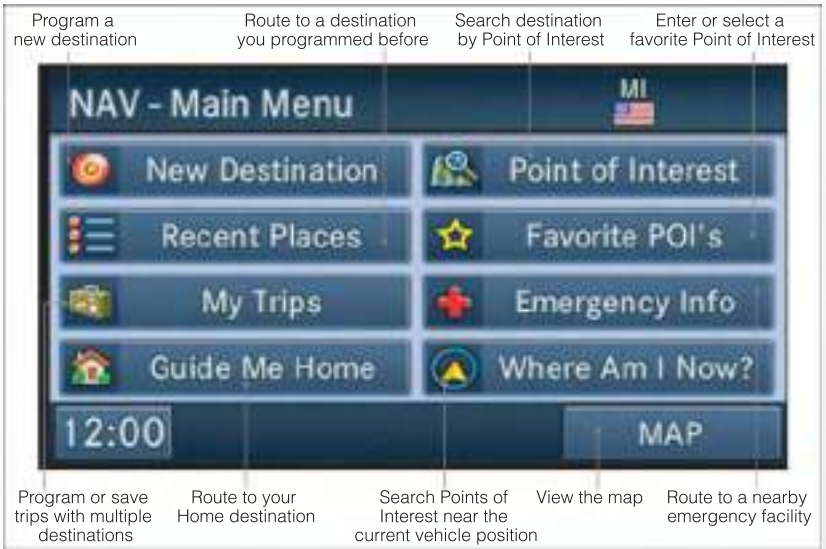 Program a
new destination
Route to a destination
you programmed before
Search destination
by Point of Interest
Enter or select a
favorite Point of Interest
NAV - Main Menu
MI
New Destination
Point of Interest
Recent Places
Favorite POI's
My Trips
Emergency Info
Guide Me Home
Where Am I Now?
12:00
MAP
Program or save
trips with multiple
destinations
Route to your
Home destination
Search Points of
Interest near the
current vehicle position
View the map
Route to a nearby
emergency facility